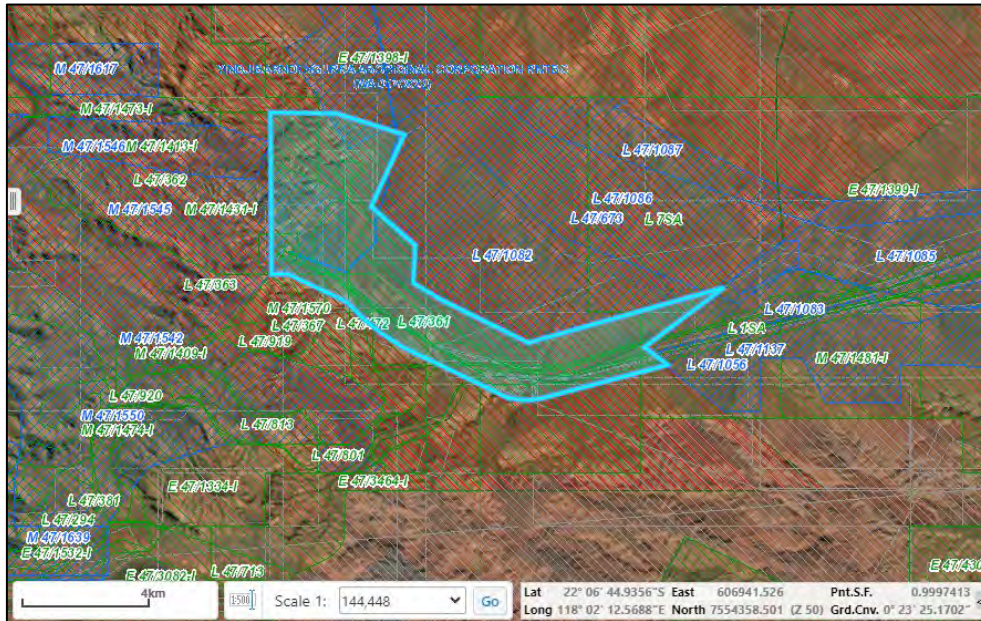 E 47/1398-I
M 47/1617
M 47/1473-I
M 47/1546
M 47/1413-I
L 47/1087
L 47/362
E 47/1399-I
L 47/1086
M 47/1545
M 47/1431-I
L 47/673
L 7SA
L 47/1082
L 47/1085
L 47/363
M 47/1570
L 47/1083
L 47/367
L 47/472
L 47/361
L 1SA
M 47/1542
L 47/919
L 47/1137
M 47/1409-I
M 47/1481-I
L 47/1056
L 47/920
M 47/1550
L 47/813
M 47/1474-I
L 47/801
E 47/1334-I
E 47/3464-I
L 47/381
L 47/294
M 47/1639
E 47/1532-I
E 47/3082-I
L 47/713
4km
Scale 1: 144,448 Go
Lat 22° 06' 44.9356"S East 606941.526 Pnt.S.F. 0.9997413
Long 118° 02' 12.5688"E North 7554358.501 (Z 50) Grd.Cnv. 0° 23' 25.1702"